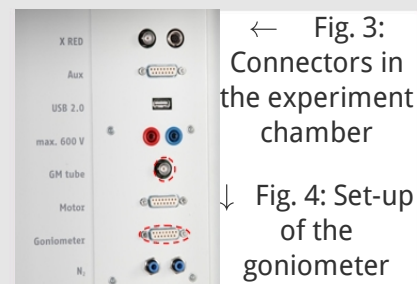 X RED
Aux
USB 2.0
max. 600 V
GM tube
Motor
Goniometer
N₂
← Fig. 3:
Connectors in
the experiment
chamber
↓ Fig. 4: Set-up
of the
goniometer